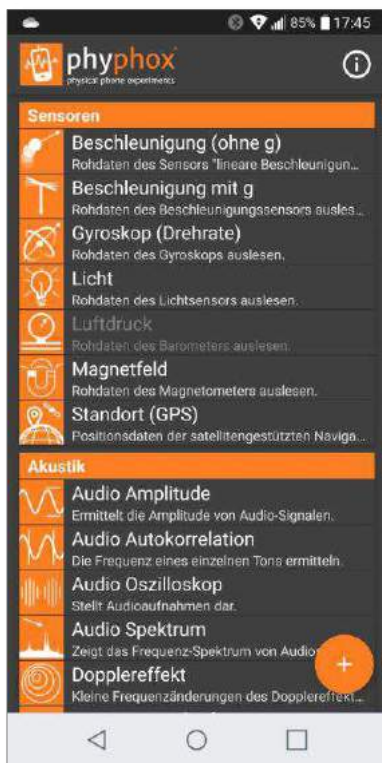 85% 17:45
phyphox
physical phone experiments
Sensoren
Beschleunigung (ohne g)
Rohdaten des Sensors "lineare Beschleunigun...
Beschleunigung mit g
Rohdaten des Beschleunigungssensors ausles...
Gyroskop (Drehrate)
Rohdaten des Gyroskops auslesen.
Licht
Rohdaten des Lichtsensors auslesen.
Luftdruck
Rohdaten des Barometers auslesen.
Magnetfeld
Rohdaten des Magnetometers auslesen.
Standort (GPS)
Positionsdaten der satellitengestützten Naviga...
Akustik
Audio Amplitude
Ermittelt die Amplitude von Audio-Signalen.
Audio Autokorrelation
Die Frequenz eines einzelnen Tons ermitteln.
Audio Oszilloskop
Stellt Audioaufnahmen dar.
Audio Spektrum
Zeigt das Frequenz-Spektrum von Audios
Dopplereffekt
Kleine Frequenzänderungen des Dopplereffekt...